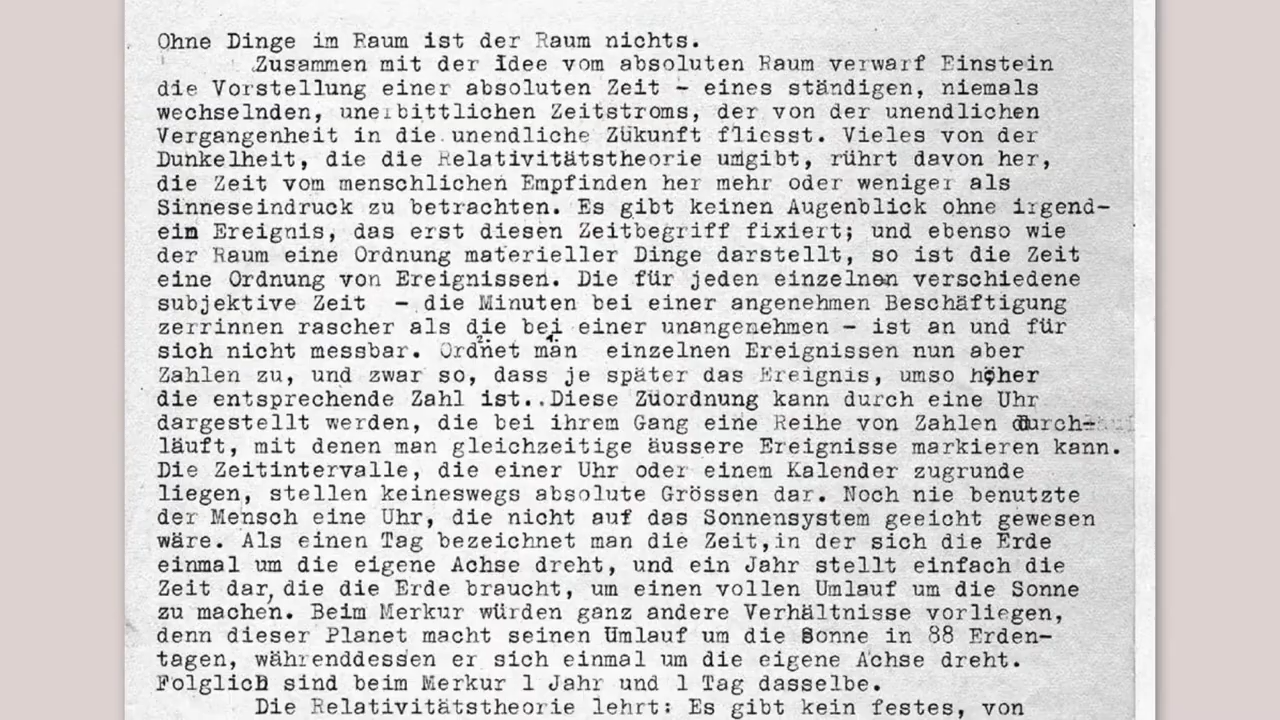 Ohne Dinge im Raum ist der Raum nichts.
Zusammen mit der Idee vom absoluten Raum verwarf Einstein
die Vorstellung einer absoluten Zeit - eines ständigen, niemals
wechselnden, unerbittlichen Zeitstroms, der von der unendlichen
Vergangenheit in die unendliche Zükunft fliesst. Vieles von der
Dunkelheit, die die Relativitätstheorie umgibt, rührt davon her,
die Zeit vom menschlichen Empfinden her mehr oder weniger als
Sinneseindruck zu betrachten. Es gibt keinen Augenblick ohne irgend-
ein Ereignis, das erst diesen Zeitbegriff fixiert; und ebenso wie
der Raum eine Ordnung materieller Dinge darstellt, so ist die Zeit
eine Ordnung von Ereignissen. Die für jeden einzelnen verschiedene
subjektive Zeit - die Minuten bei einer angenehmen Beschäftigung
zerrinnen rascher als die bei einer unangenehmen - ist an und für
sich nicht messbar. Ordnet man einzelnen Ereignissen nun aber
Zahlen zu, und zwar so, dass je später das Ereignis, umso höher
die entsprechende Zahl ist..Diese Züordnung kann durch eine Uhr
dargestellt werden, die bei ihrem Gang eine Reihe von Zahlen durch-
läuft, mit denen man gleichzeitige äussere Ereignisse markieren kann.
Die Zeitintervalle, die einer Uhr oder einem Kalender zugrunde
liegen, stellen keineswegs absolute Grössen dar. Noch nie benutzte
der Mensch eine Uhr, die nicht auf das Sonnensystem geeicht gewesen
wäre. Als einen Tag bezeichnet man die Zeit,in der sich die Erde
einmal um die eigene Achse dreht, und ein Jahr stellt einfach die
Zeit dar, die die Erde braucht, um einen vollen Umlauf um die Sonne
zu machen. Beim Merkur würden ganz andere Verhältnisse vorliegen,
denn dieser Planet macht seinen Umlauf um die Sonne in 88 Erden-
tagen, währenddessen er sich einmal um die eigene Achse dreht.
Folglich sind beim Merkur 1 Jahr und 1 Tag dasselbe.
Die Relativitätstheorie lehrt: Es gibt kein festes, von